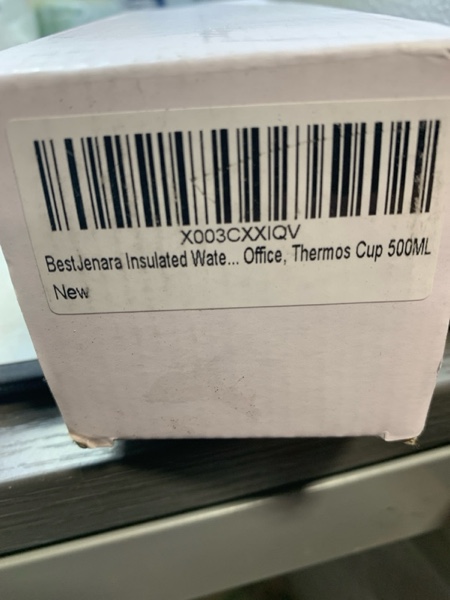 X003CXXIQV
BestJenara Insulated Wate... Office, Thermos Cup 500ML
New